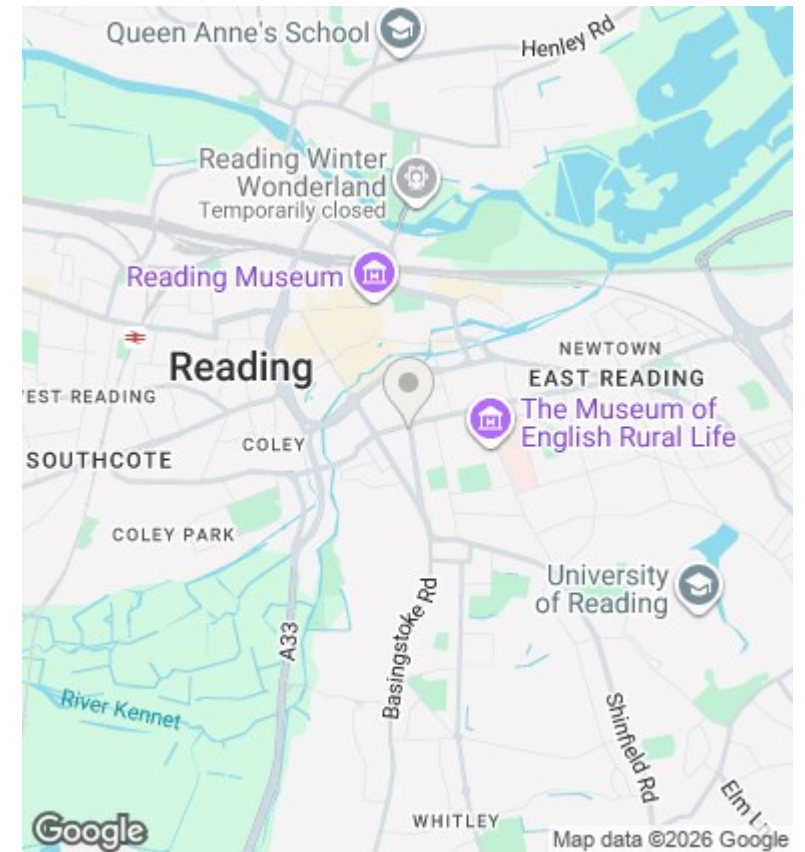 Queen Anne's School
Henley Rd
Reading Winter
Wonderland
Temporarily closed
Reading Museum
NEWTOWN
Reading
EAST READING
EST READING
The Museum of
English Rural Life
COLEY
SOUTHCOTE
COLEY PARK
University
of Reading
Basingstoke Rd
A33
River Kennet
Shinfield Rd
Elm L
WHITLEY
Google
Map data ©2026 Google